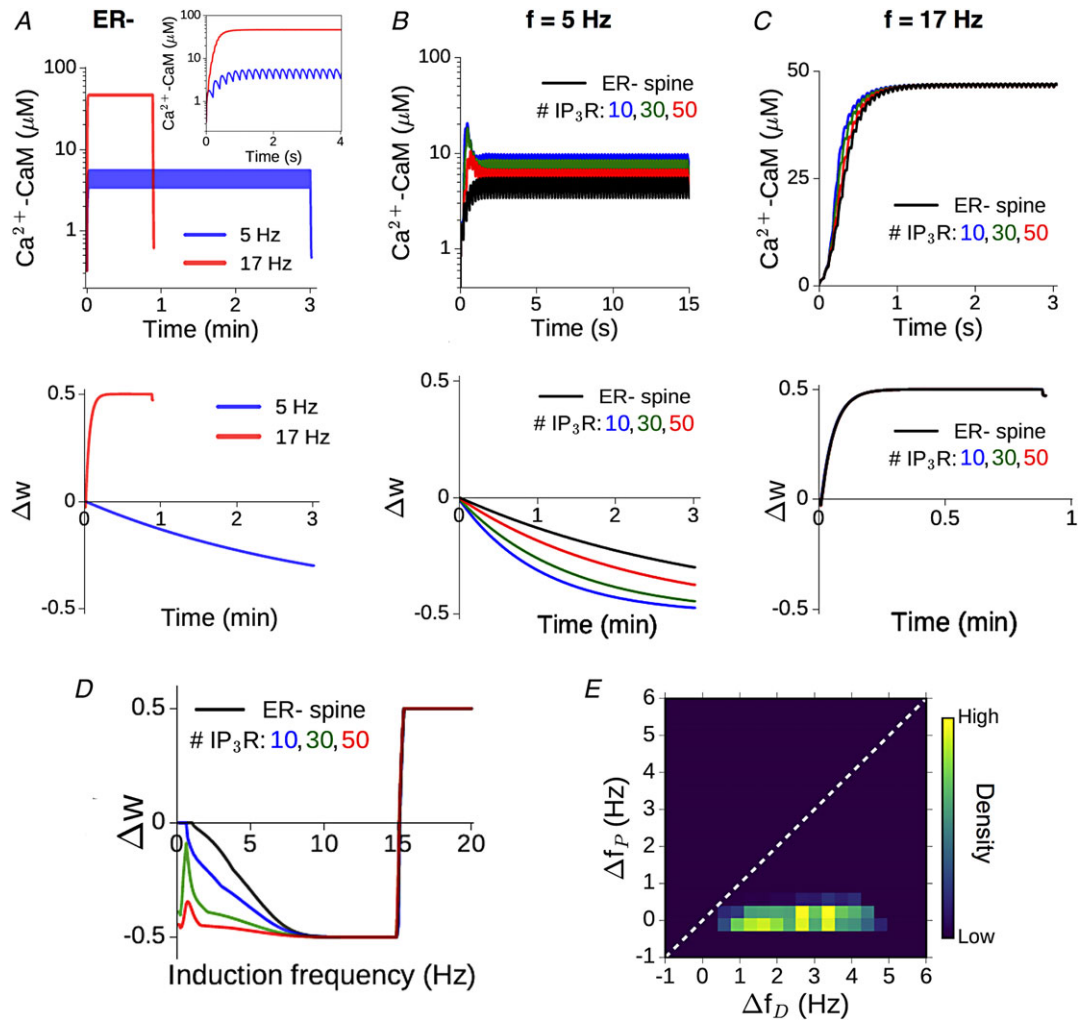 A
ER-
Ca²⁺-CaM (μM)
100
10
1
0
1
2
3
Time (min)
5 Hz
17 Hz
Ca²⁺-CaM (μM)
100
10
1
0
2
4
Time (s)
B
f = 5 Hz
Ca²⁺-CaM (μM)
100
10
1
0
5
10
15
Time (s)
ER- spine
# IP₃R: 10, 30, 50
C
f = 17 Hz
Ca²⁺-CaM (μM)
50
25
0
0
1
2
3
Time (s)
ER- spine
# IP₃R: 10, 30, 50
Δw
0.5
0
-0.5
0
1
2
3
Time (min)
5 Hz
17 Hz
Δw
0.5
0
-0.5
0
1
2
3
Time (min)
ER- spine
# IP₃R: 10, 30, 50
Δw
0.5
0
-0.5
0
0.5
1
Time (min)
ER- spine
# IP₃R: 10, 30, 50
D
Δw
0.5
0
-0.5
0
5
10
15
20
Induction frequency (Hz)
ER- spine
# IP₃R: 10, 30, 50
E
Δf_P (Hz)
6
5
4
3
2
1
0
-1
-1
0
1
2
3
4
5
6
Δf_D (Hz)
High
Density
Low